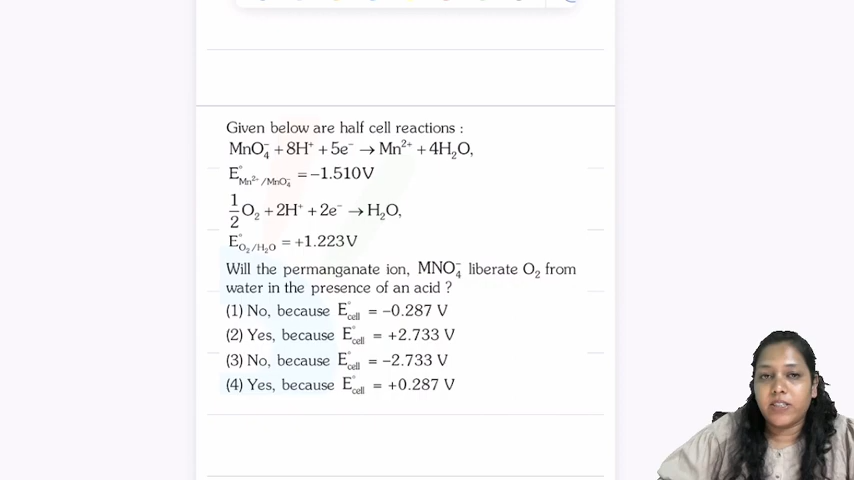 Given below are half cell reactions :
MnO₄⁻ + 8H⁺ + 5e⁻ → Mn²⁺ + 4H₂O,
E°Mn²⁺/MnO₄⁻ = −1.510V
1/2 O₂ + 2H⁺ + 2e⁻ → H₂O,
E°O₂/H₂O = +1.223V
Will the permanganate ion, MNO₄⁻ liberate O₂ from
water in the presence of an acid ?
(1) No, because E°cell = −0.287 V
(2) Yes, because E°cell = +2.733 V
(3) No, because E°cell = −2.733 V
(4) Yes, because E°cell = +0.287 V